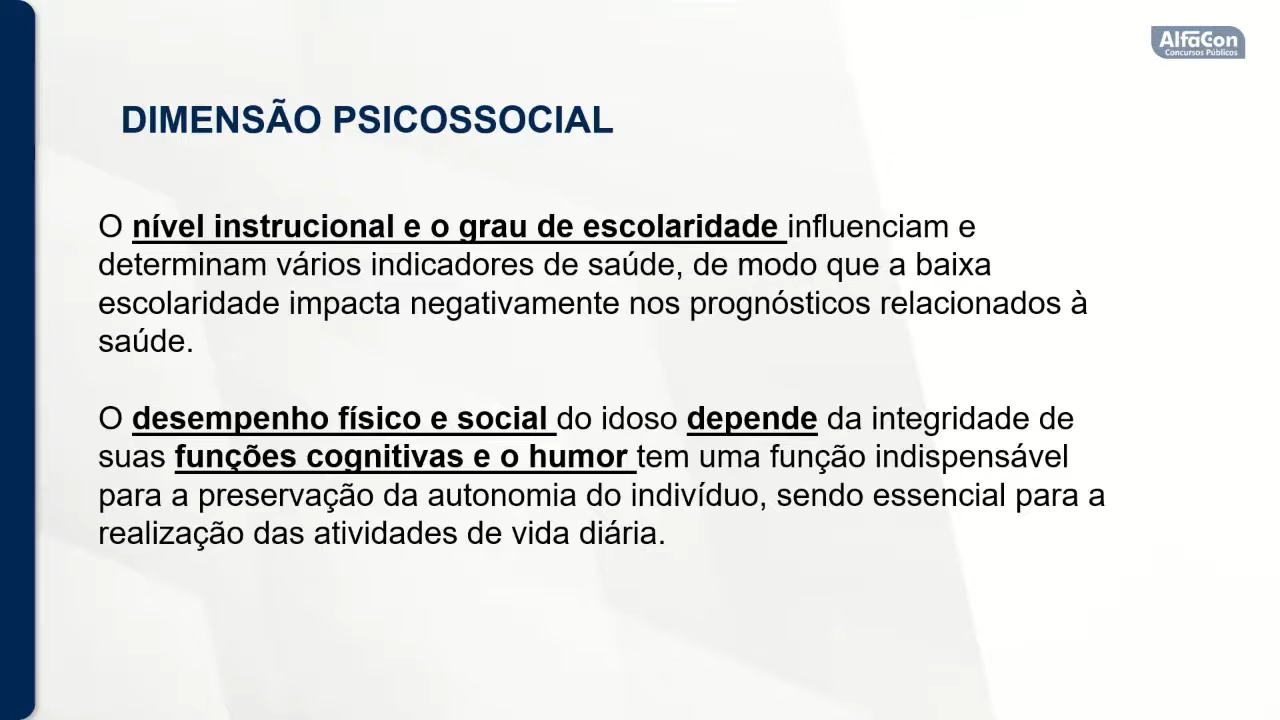 AlfaCon
Concursos Públicos
DIMENSÃO PSICOSSOCIAL
O nível instrucional e o grau de escolaridade influenciam e
determinam vários indicadores de saúde, de modo que a baixa
escolaridade impacta negativamente nos prognósticos relacionados à
saúde.
O desempenho físico e social do idoso depende da integridade de
suas funções cognitivas e o humor tem uma função indispensável
para a preservação da autonomia do indivíduo, sendo essencial para a
realização das atividades de vida diária.